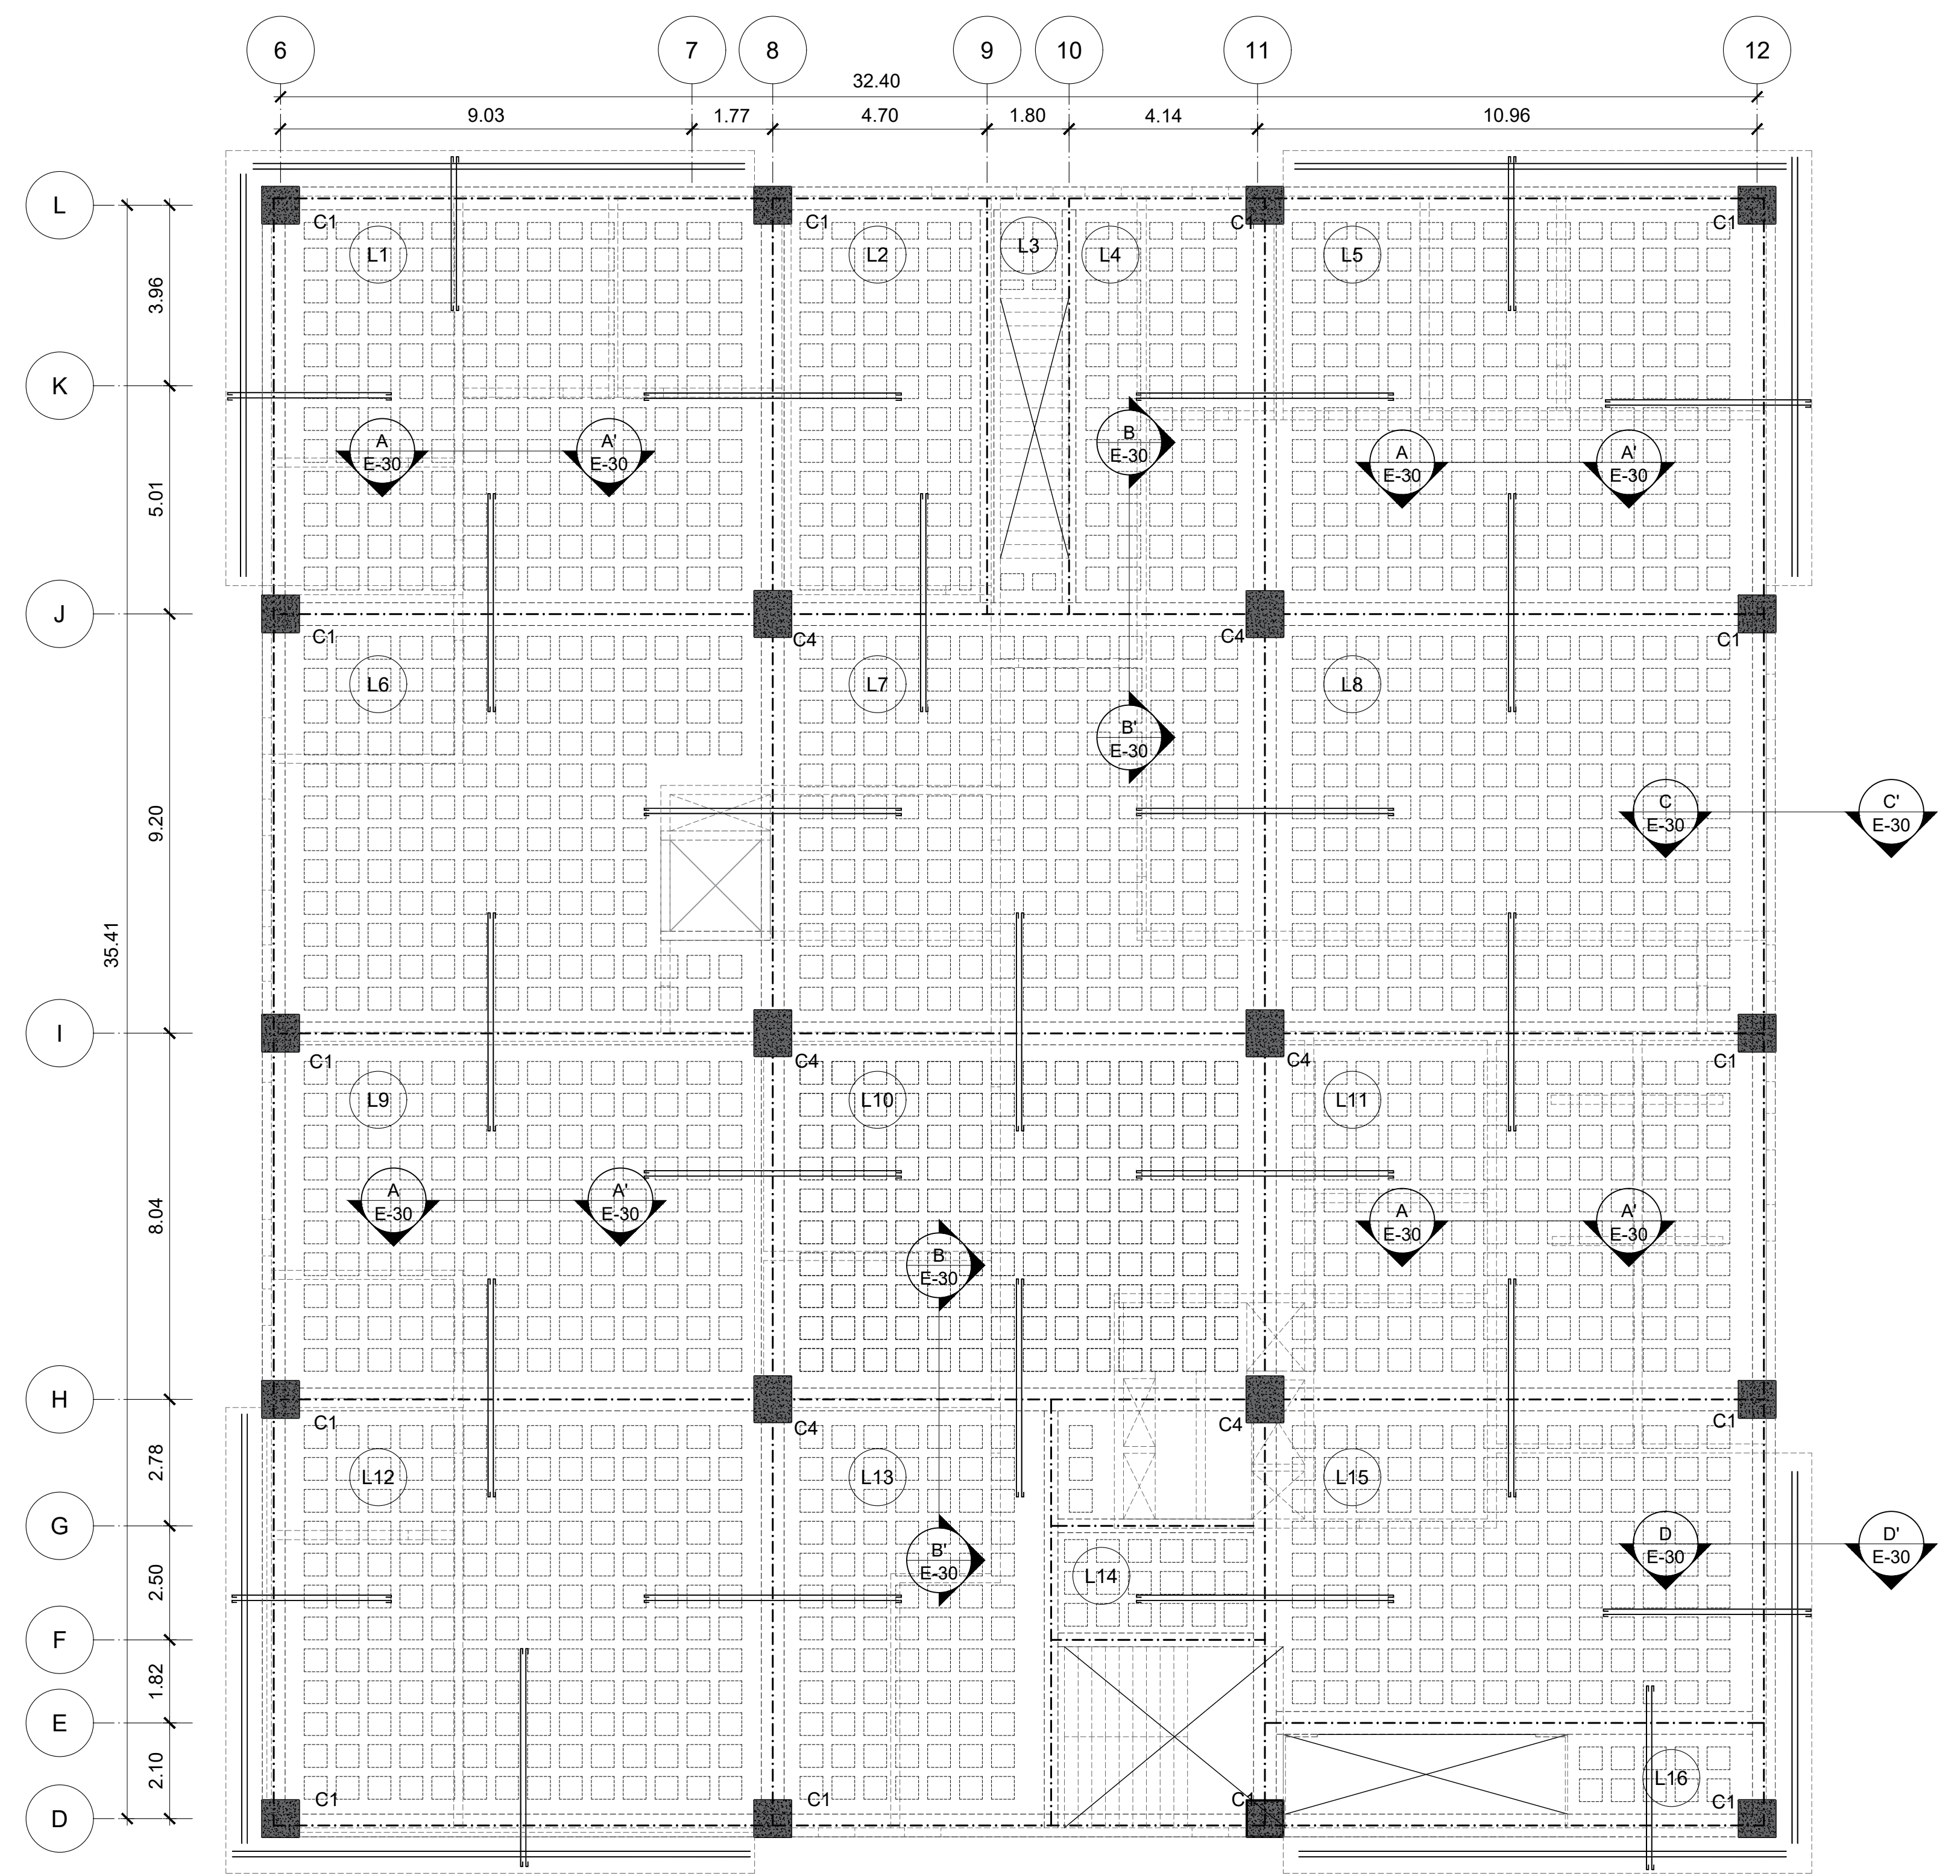 6 7 8 9 10 11 12
32.40
9.03 1.77 4.70 1.80 4.14 10.96
L
C1 C1 C1 C1
L1 L2 L3 L4 L5
3.96
K
A E-30 A' E-30 B E-30 A E-30 A' E-30
5.01
J
C1 C4 C4 C1
L6 L7 L8
B' E-30
9.20
C E-30 C' E-30
35.41
I
C1 C4 C4 C1
L9 L10 L11
8.04
A E-30 A' E-30 A E-30 A' E-30
B E-30
H
C1 C4 C4 C1
2.78
L12 L13 L15
G
B' E-30 D E-30 D' E-30
2.50
L14
F
1.82
E
2.10
L16
C1 C1 C1 C1
D